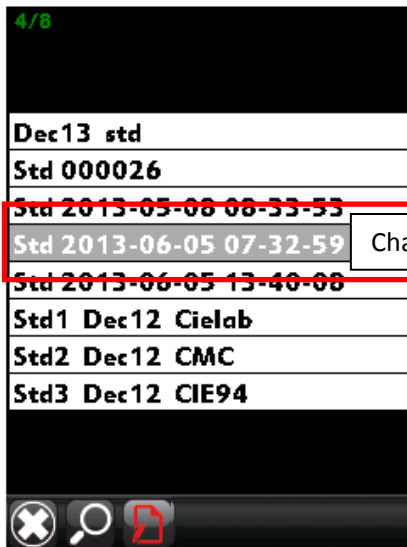 4/8
Dec13 std
Std 000026
Std 2013-05-08 08-33-53
Std 2013-06-05 07-32-59
Cha
Std 2013-06-05 13-40-08
Std1 Dec12 Cielab
Std2 Dec12 CMC
Std3 Dec12 CIE94